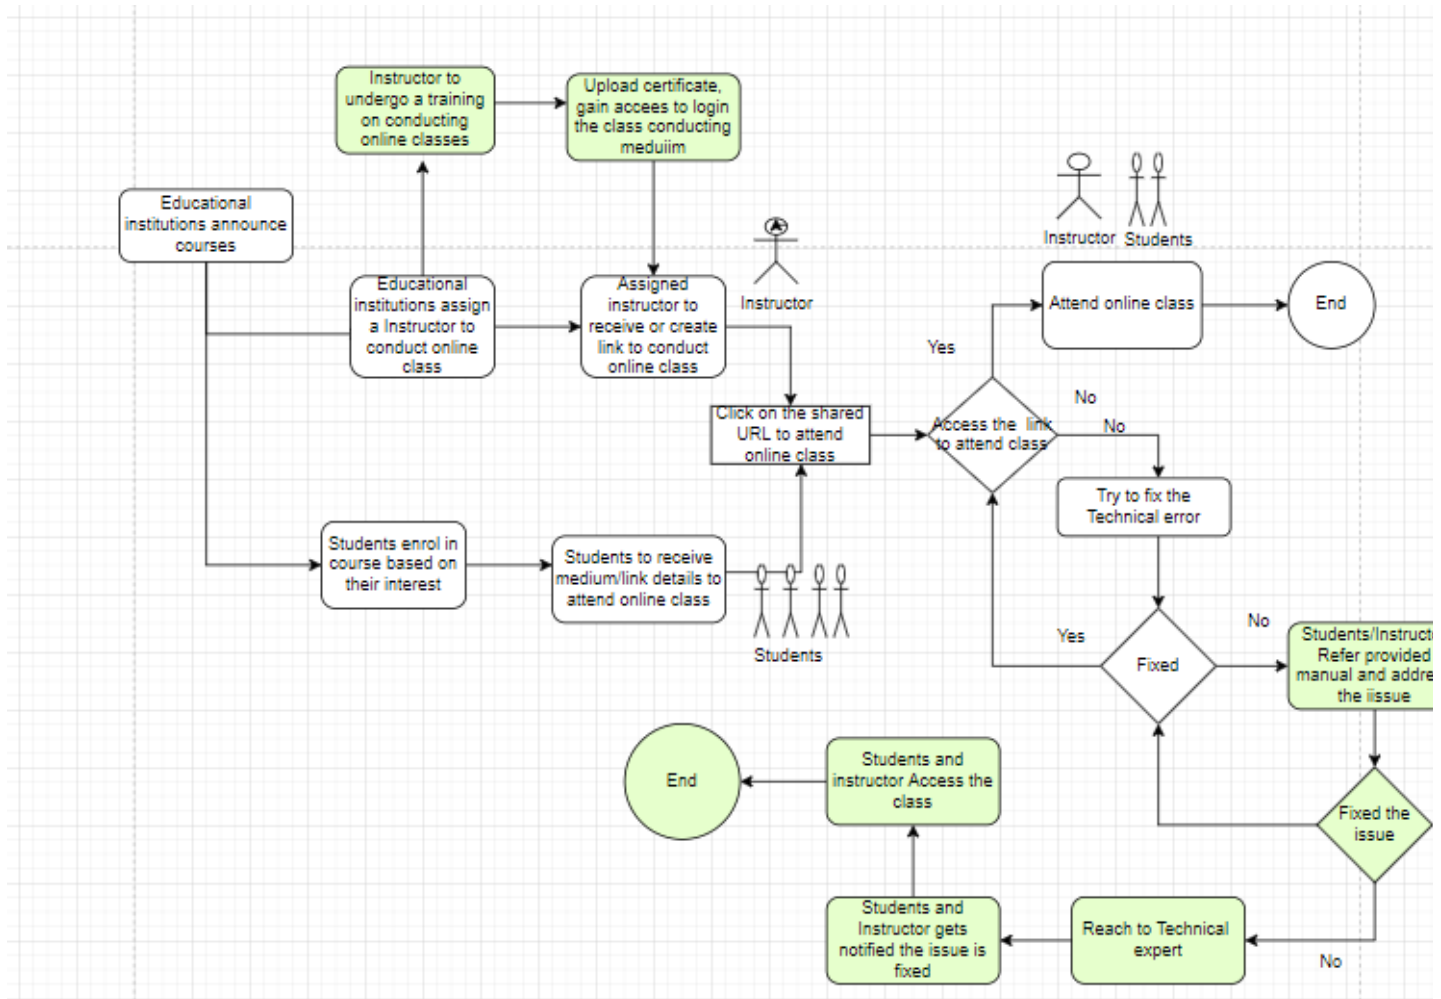 Instructor to
undergo a training
on conducting
online classes
Upload certificate,
gain accees to login
the class conducting
meduiim
Educational
institutions announce
courses
Instructor
Students
Educational
institutions assign
a Instructor to
conduct online
class
Assigned
instructor to
receive or create
link to conduct
online class
Instructor
Attend online class
End
Yes
No
Click on the shared
URL to attend
online class
Access the link
to attend class
No
Try to fix the
Technical error
Students enrol in
course based on
their interest
Students to receive
medium/link details to
attend online class
Students
Yes
Fixed
No
Students/Instructo
Refer provided
manual and addre
the iissue
End
Students and
instructor Access the
class
Fixed the
issue
Students and
Instructor gets
notified the issue is
fixed
Reach to Technical
expert
No